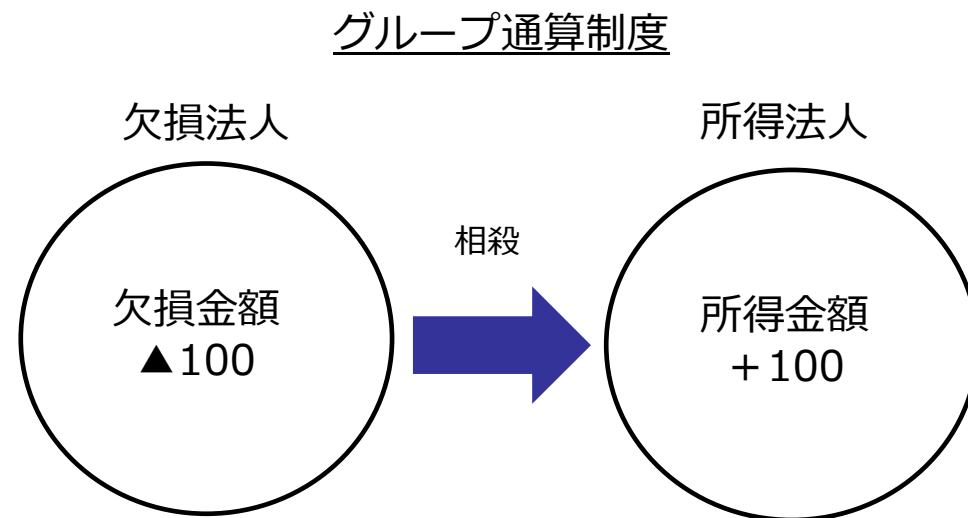 グループ通算制度
欠損法人
所得法人
相殺
欠損金額
▲100
所得金額
＋100